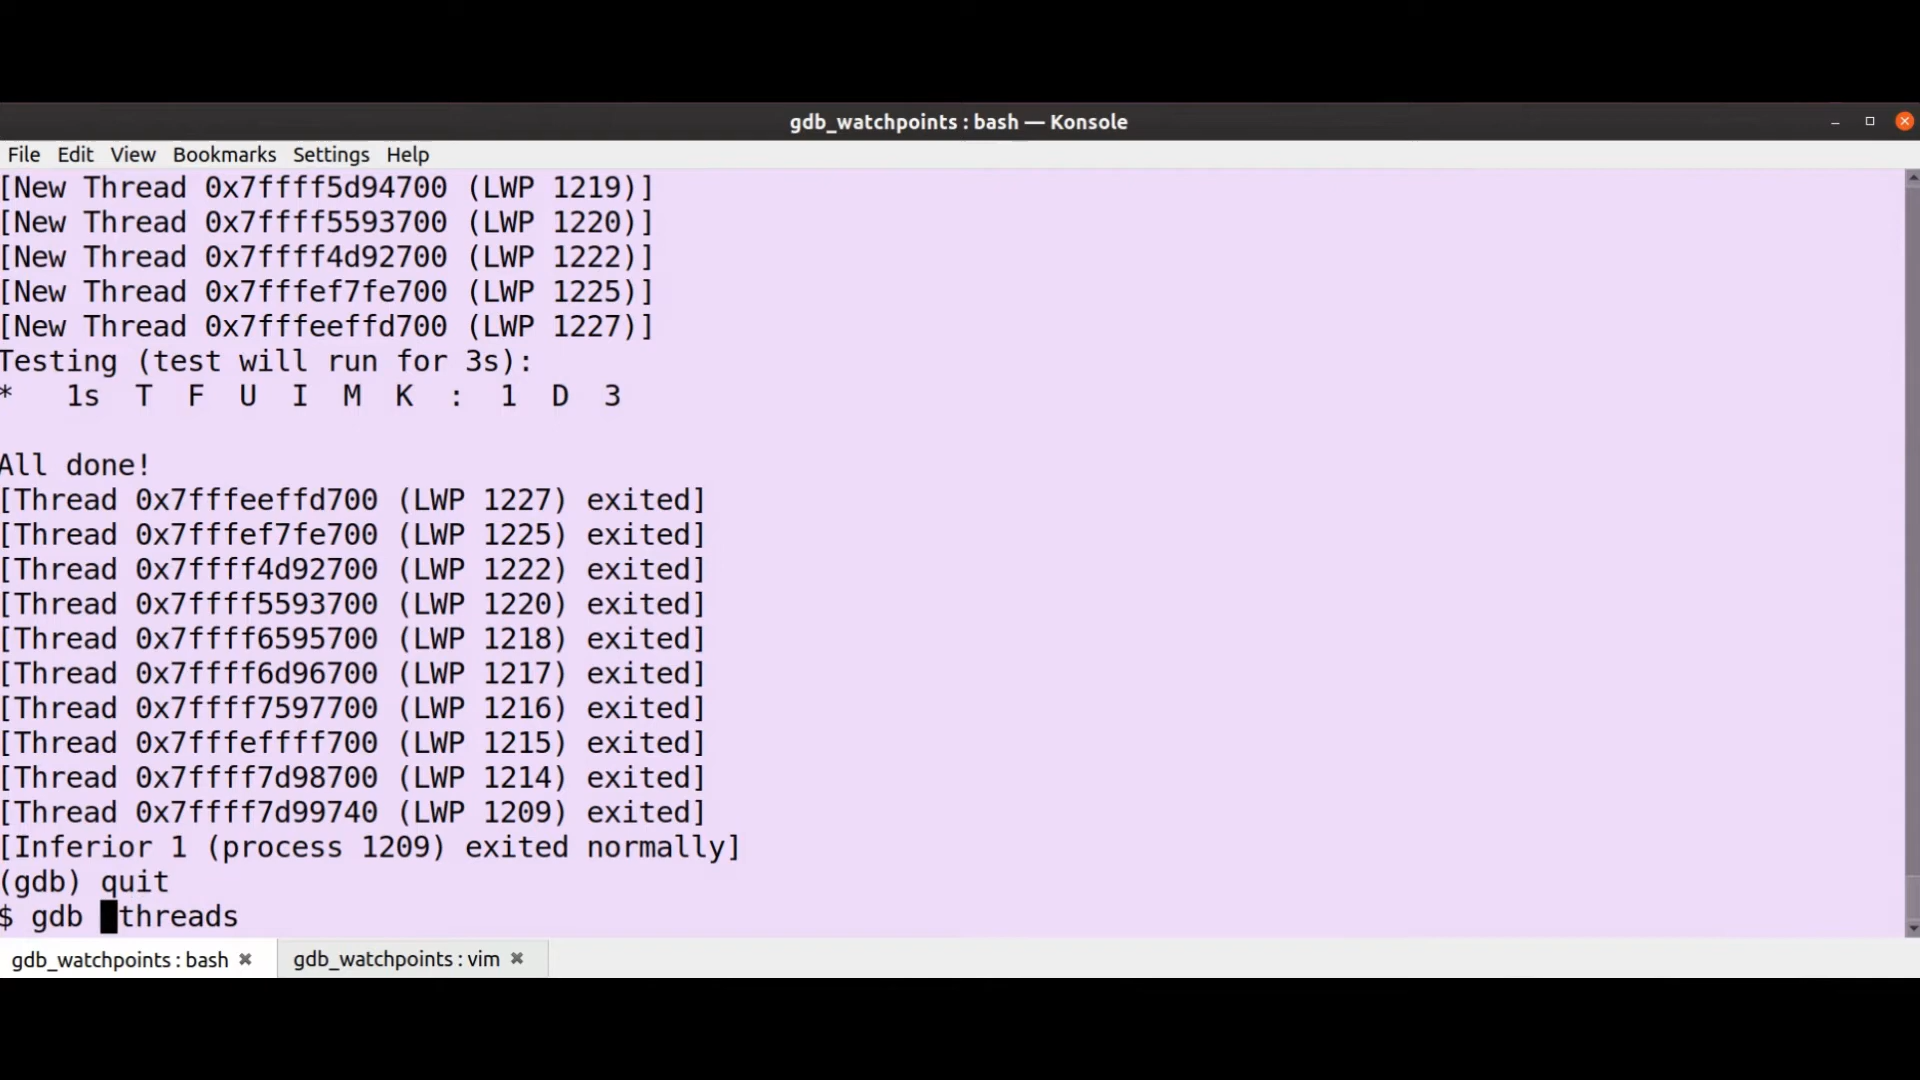 gdb_watchpoints : bash — Konsole
File Edit View Bookmarks Settings Help
[New Thread 0x7ffff5d94700 (LWP 1219)]
[New Thread 0x7ffff5593700 (LWP 1220)]
[New Thread 0x7ffff4d92700 (LWP 1222)]
[New Thread 0x7fffef7fe700 (LWP 1225)]
[New Thread 0x7fffeeffd700 (LWP 1227)]
Testing (test will run for 3s):
* 1s T F U I M K : 1 D 3
All done!
[Thread 0x7fffeeffd700 (LWP 1227) exited]
[Thread 0x7fffef7fe700 (LWP 1225) exited]
[Thread 0x7ffff4d92700 (LWP 1222) exited]
[Thread 0x7ffff5593700 (LWP 1220) exited]
[Thread 0x7ffff6595700 (LWP 1218) exited]
[Thread 0x7ffff6d96700 (LWP 1217) exited]
[Thread 0x7ffff7597700 (LWP 1216) exited]
[Thread 0x7fffeffff700 (LWP 1215) exited]
[Thread 0x7ffff7d98700 (LWP 1214) exited]
[Thread 0x7ffff7d99740 (LWP 1209) exited]
[Inferior 1 (process 1209) exited normally]
(gdb) quit
$ gdb threads
gdb_watchpoints : bash gdb_watchpoints : vim